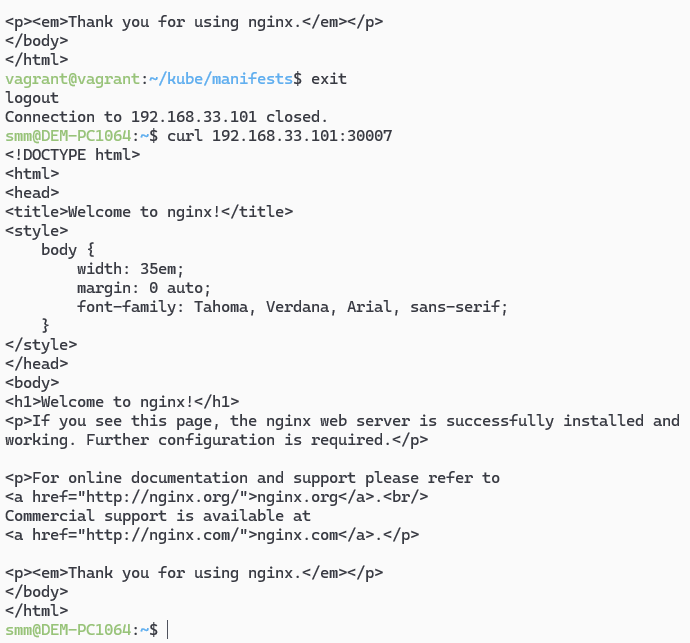 <p><em>Thank you for using nginx.</em></p>
</body>
</html>
vagrant@vagrant:~/kube/manifests$ exit
logout
Connection to 192.168.33.101 closed.
smm@DEM-PC1064:~$ curl 192.168.33.101:30007
<!DOCTYPE html>
<html>
<head>
<title>Welcome to nginx!</title>
<style>
    body {
        width: 35em;
        margin: 0 auto;
        font-family: Tahoma, Verdana, Arial, sans-serif;
    }
</style>
</head>
<body>
<h1>Welcome to nginx!</h1>
<p>If you see this page, the nginx web server is successfully installed and
working. Further configuration is required.</p>

<p>For online documentation and support please refer to
<a href="http://nginx.org/">nginx.org</a>.<br/>
Commercial support is available at
<a href="http://nginx.com/">nginx.com</a>.</p>

<p><em>Thank you for using nginx.</em></p>
</body>
</html>
smm@DEM-PC1064:~$